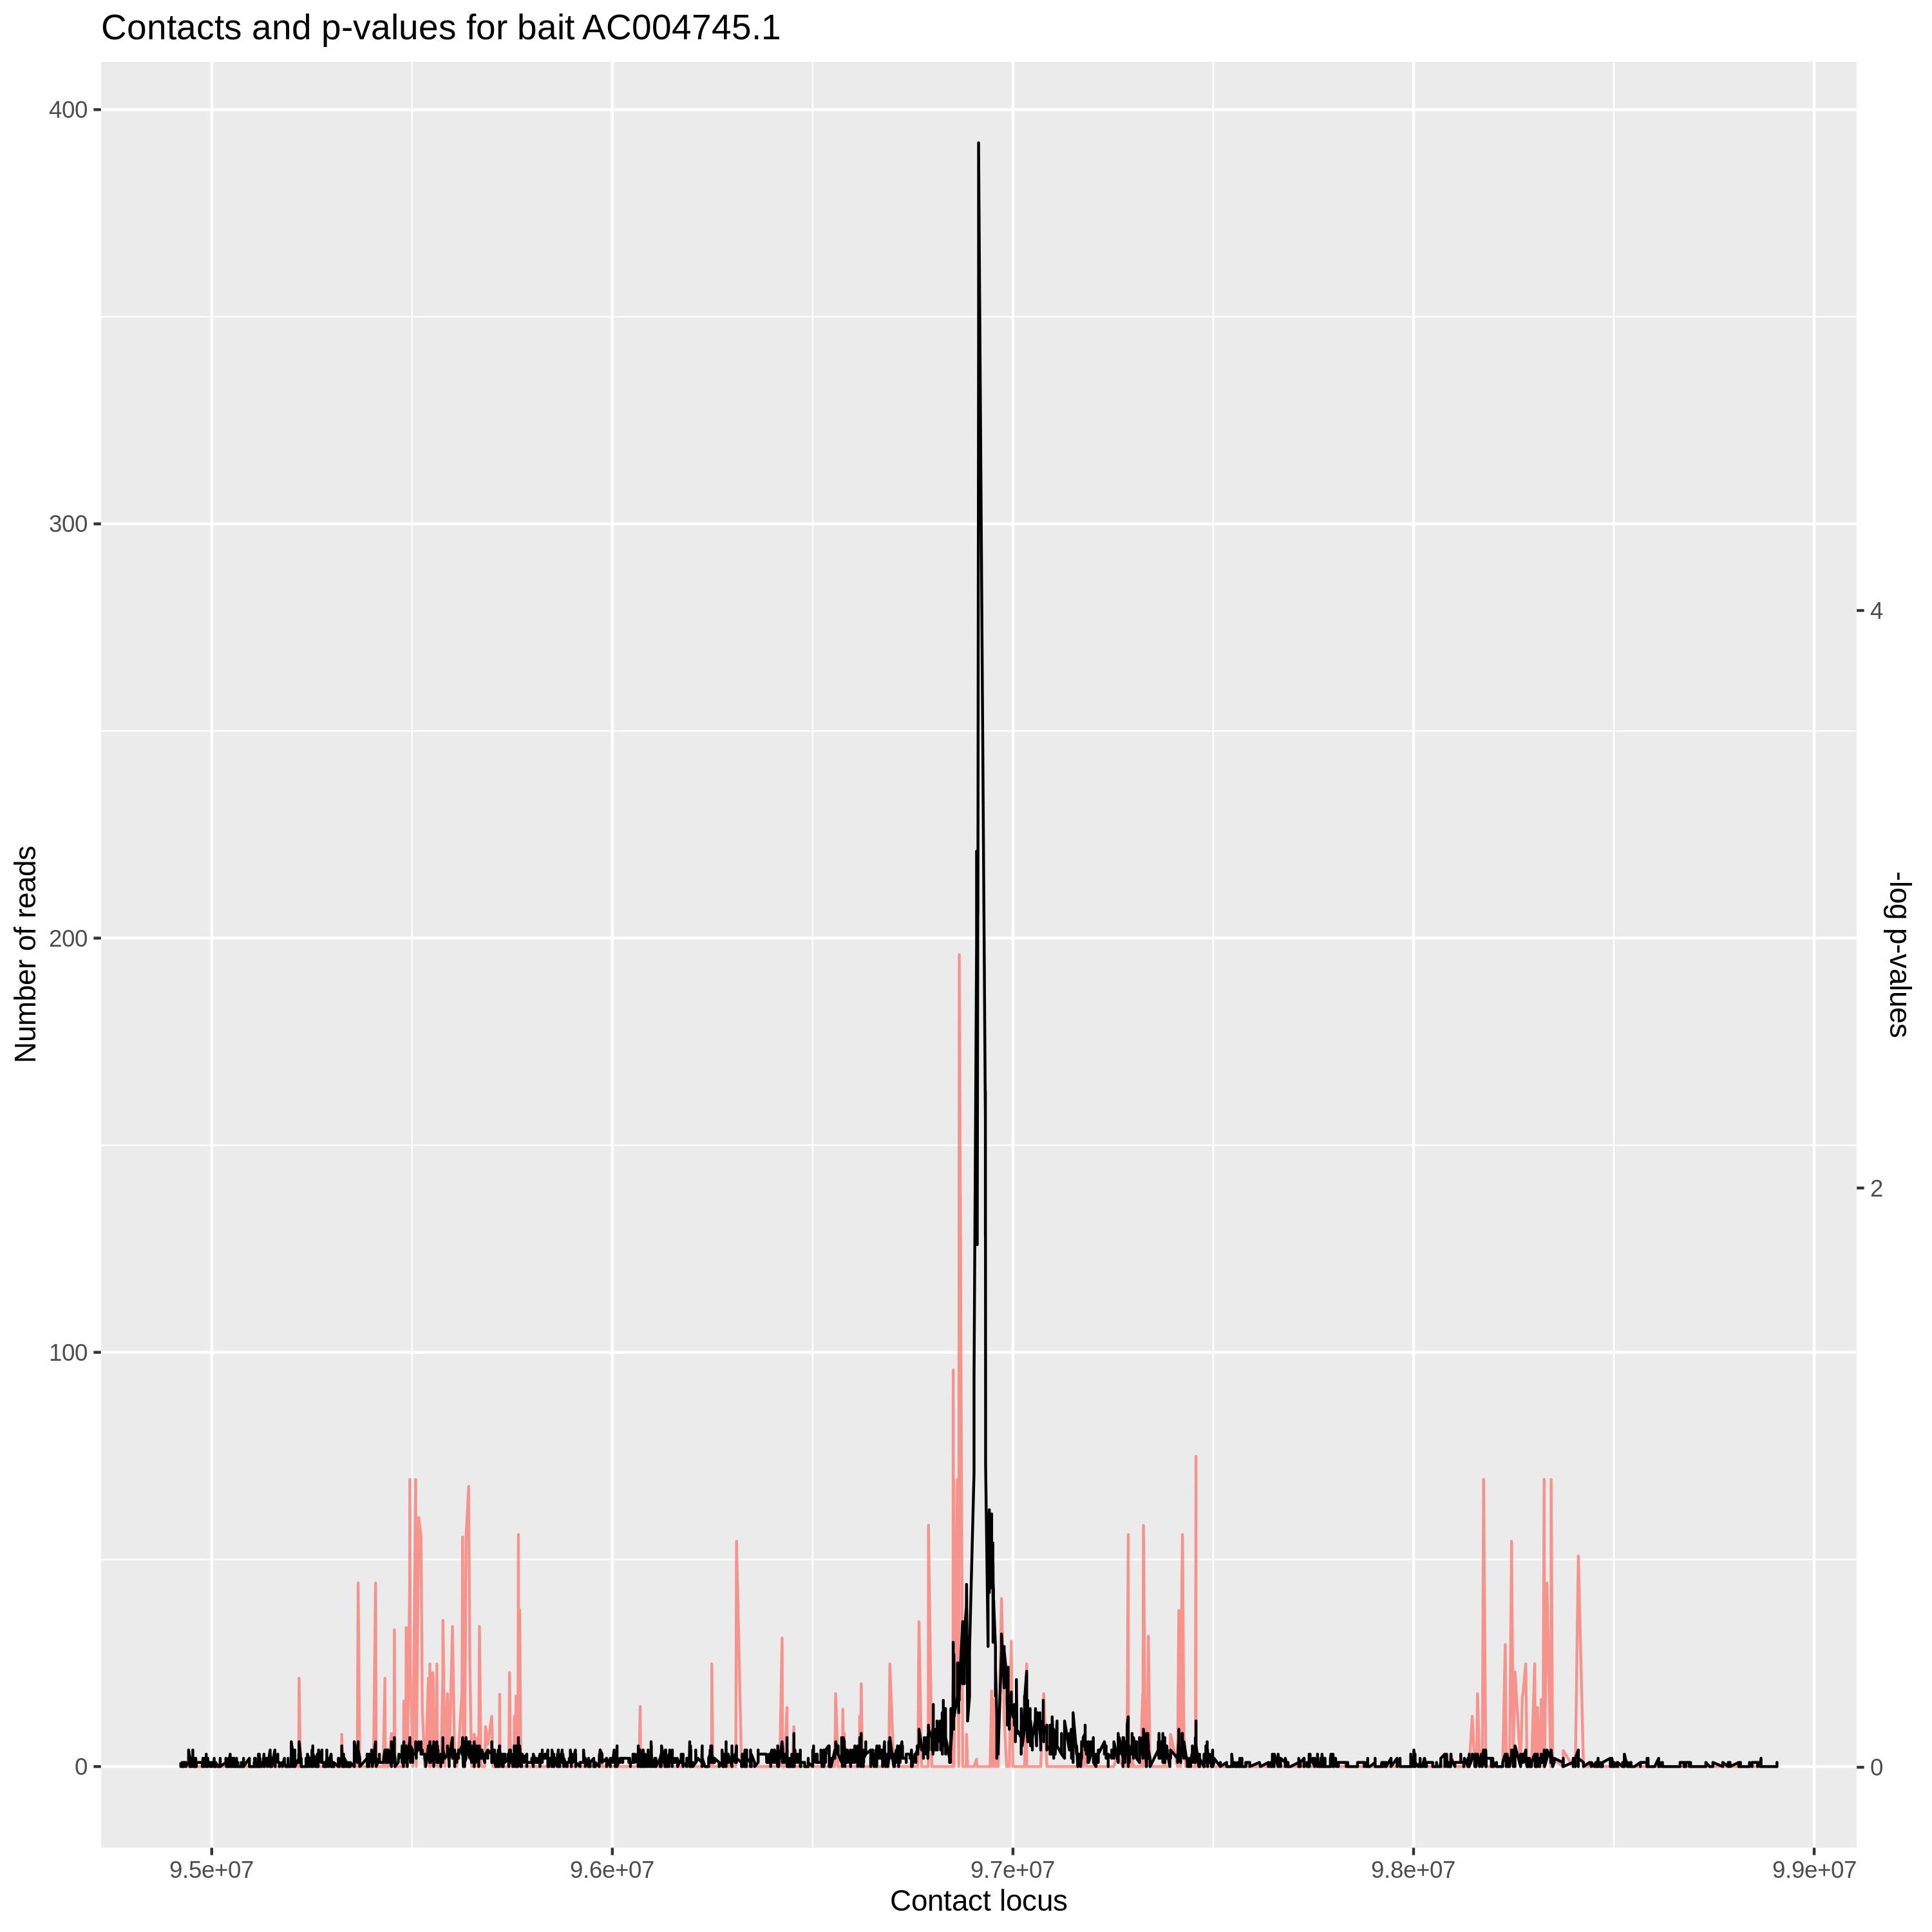 Contacts and p-values for bait AC004745.1
400
300
200
100
0
Number of reads
4
2
0
-log p-values
9.5e+07 9.6e+07 9.7e+07 9.8e+07 9.9e+07
Contact locus